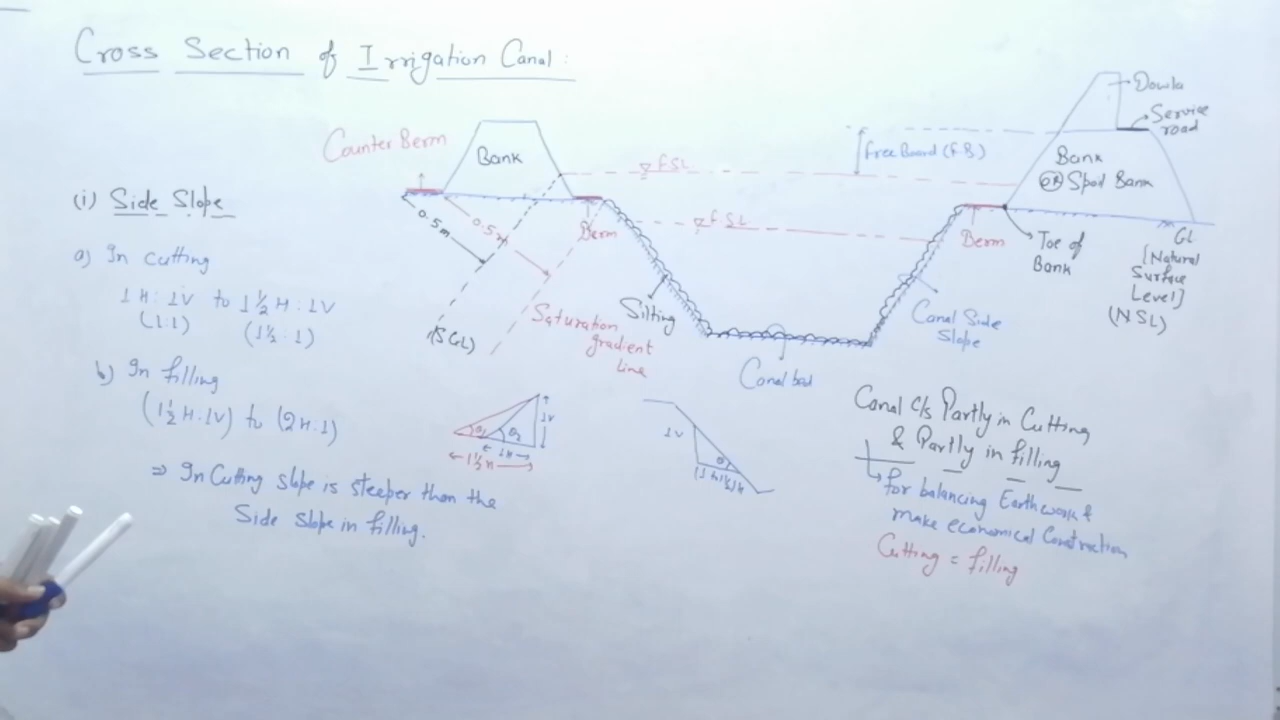 Cross Section of Irrigation Canal:
Dowla
Service
road
Counter Berm
Bank
FSL
Free Board (F.B.)
Bank
OR Spoil Bank
(i) Side Slope
0.5m
0.5m
Berm
FSL
Berm
Toe of
Bank
GL
[Natural
Surface
Level]
(NSL)
a) In cutting
1H:1V to 1½H:1V
(1:1) (1½:1)
(SGL)
Saturation
gradient
line
Silting
Canal Side
Slope
Canal bed
b) In filling
(1½H:1V) to (2H:1)
θ1
θ2
1V
1H
1½H
1V
θ
Canal C/s Partly in Cutting
& Partly in filling
for balancing Earthwork &
make economical Construction
Cutting = filling
⇒ In Cutting slope is steeper than the
Side slope in filling.